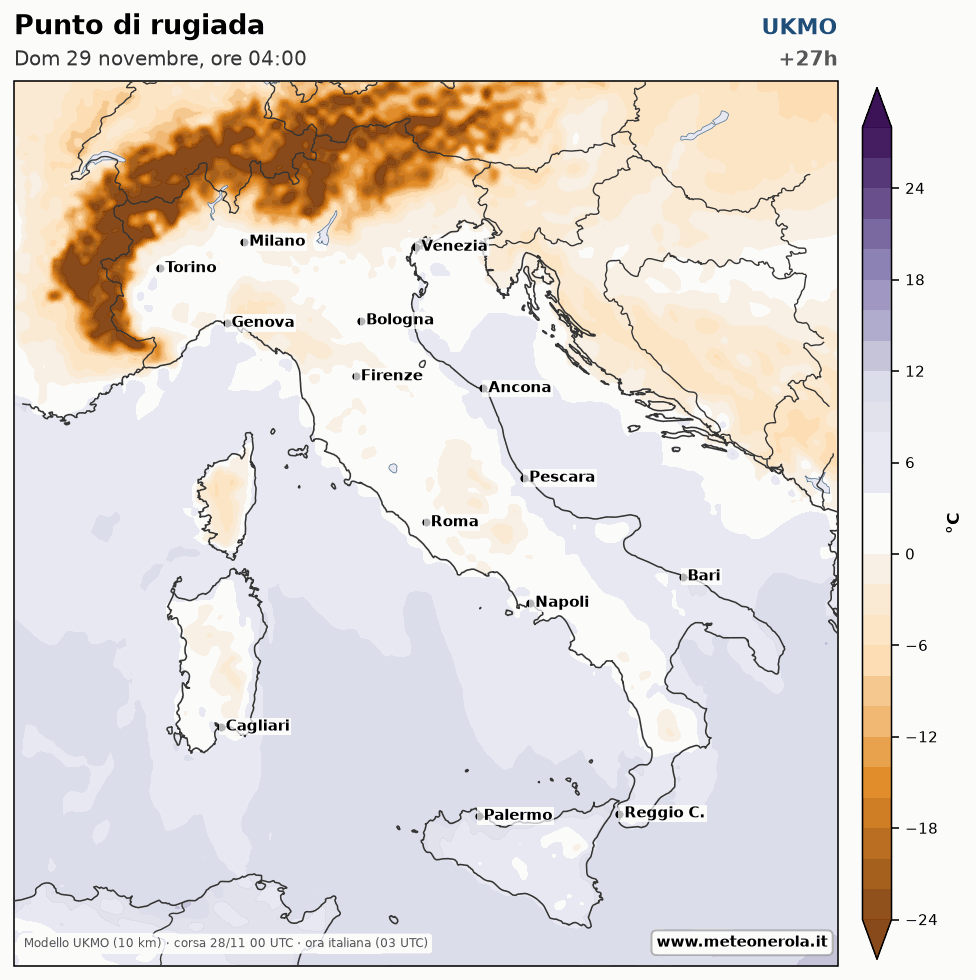 Punto di rugiada
UKMO
Dom 29 novembre, ore 04:00
+27h
Milano
Venezia
Torino
Genova
Bologna
Firenze
Ancona
Pescara
Roma
Bari
Napoli
Cagliari
Palermo
Reggio C.
24
18
12
6
0
−6
−12
−18
−24
°C
Modello UKMO (10 km) · corsa 28/11 00 UTC · ora italiana (03 UTC)
www.meteonerola.it